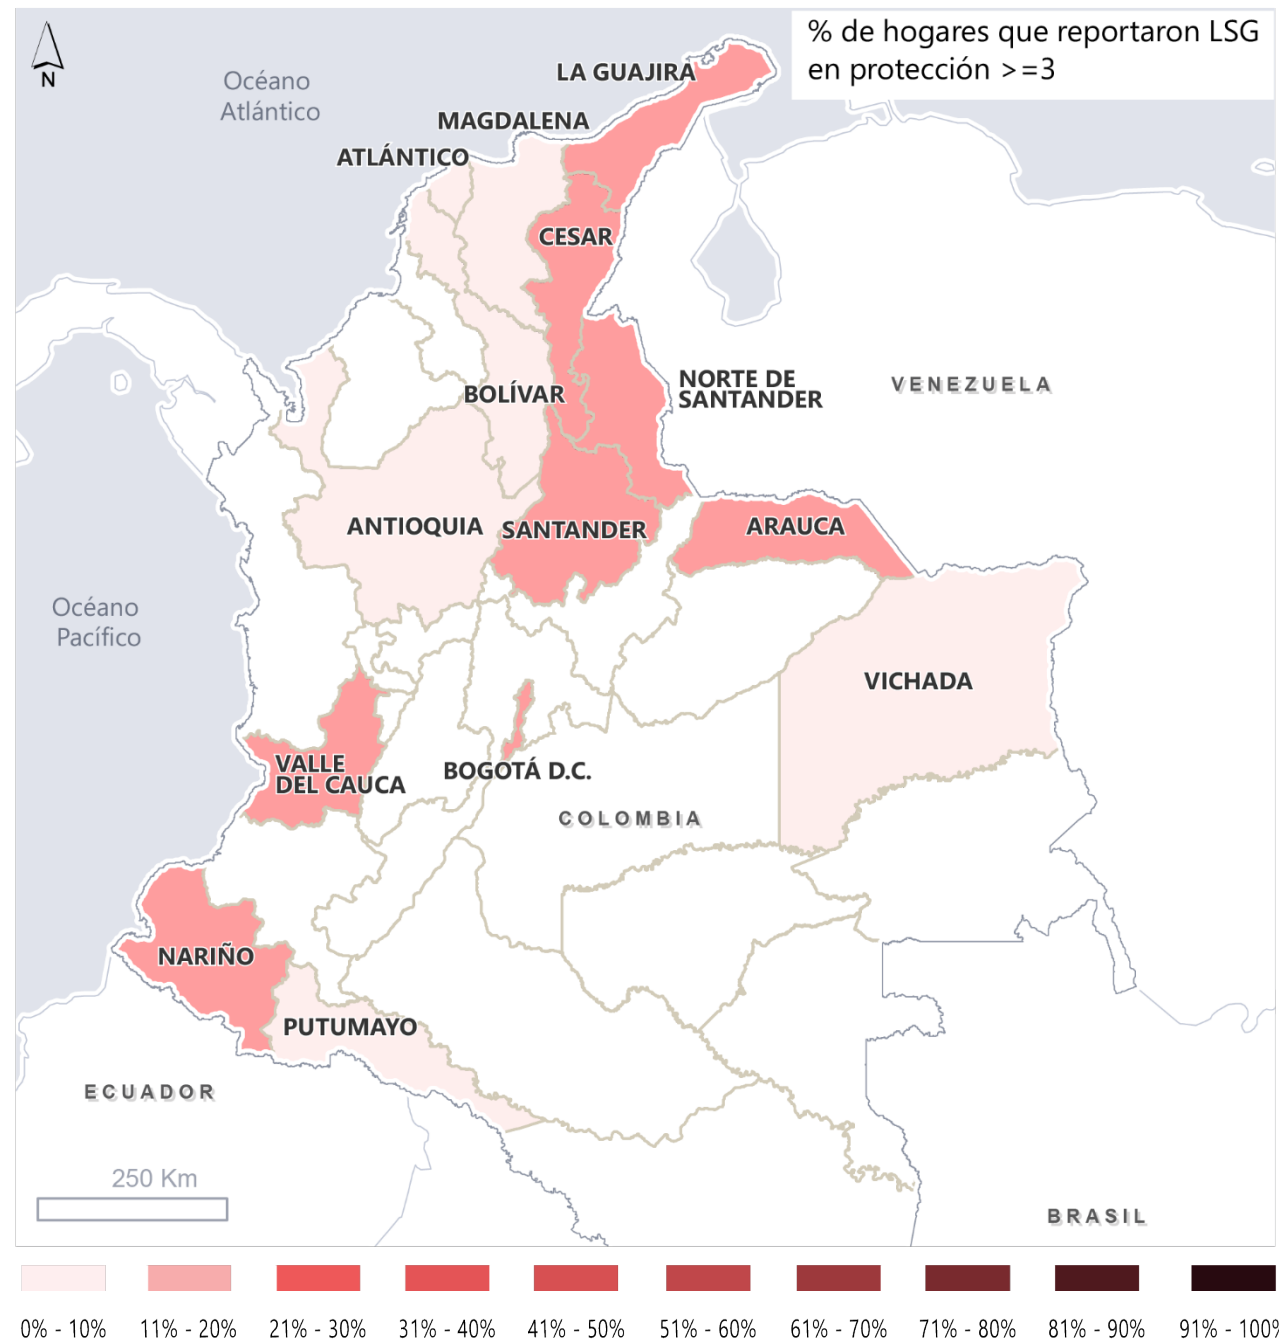 % de hogares que reportaron LSG
en protección >=3
N
Océano
Atlántico
LA GUAJIRA
MAGDALENA
ATLÁNTICO
CESAR
NORTE DE
SANTANDER
VENEZUELA
BOLÍVAR
ANTIOQUIA
SANTANDER
ARAUCA
Océano
Pacífico
VICHADA
VALLE
DEL CAUCA
BOGOTÁ D.C.
COLOMBIA
NARIÑO
PUTUMAYO
ECUADOR
250 Km
BRASIL
0% - 10% 11% - 20% 21% - 30% 31% - 40% 41% - 50% 51% - 60% 61% - 70% 71% - 80% 81% - 90% 91% - 100